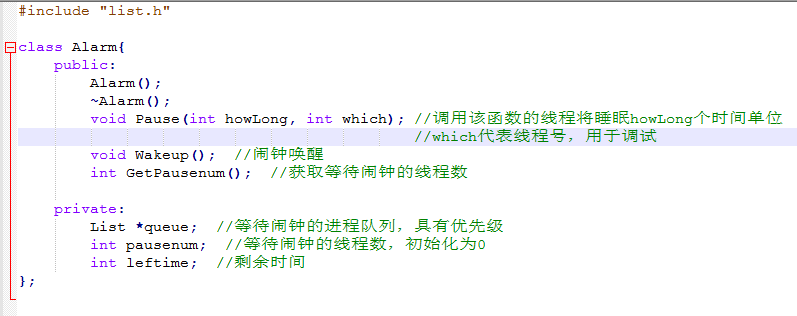 #include "list.h"
class Alarm{
public:
Alarm();
~Alarm();
void Pause(int howLong, int which); //调用该函数的线程将睡眠howLong个时间单位
//which代表线程号，用于调试
void Wakeup(); //闹钟唤醒
int GetPausenum(); //获取等待闹钟的线程数
private:
List *queue; //等待闹钟的进程队列，具有优先级
int pausenum; //等待闹钟的线程数，初始化为0
int leftime; //剩余时间
};